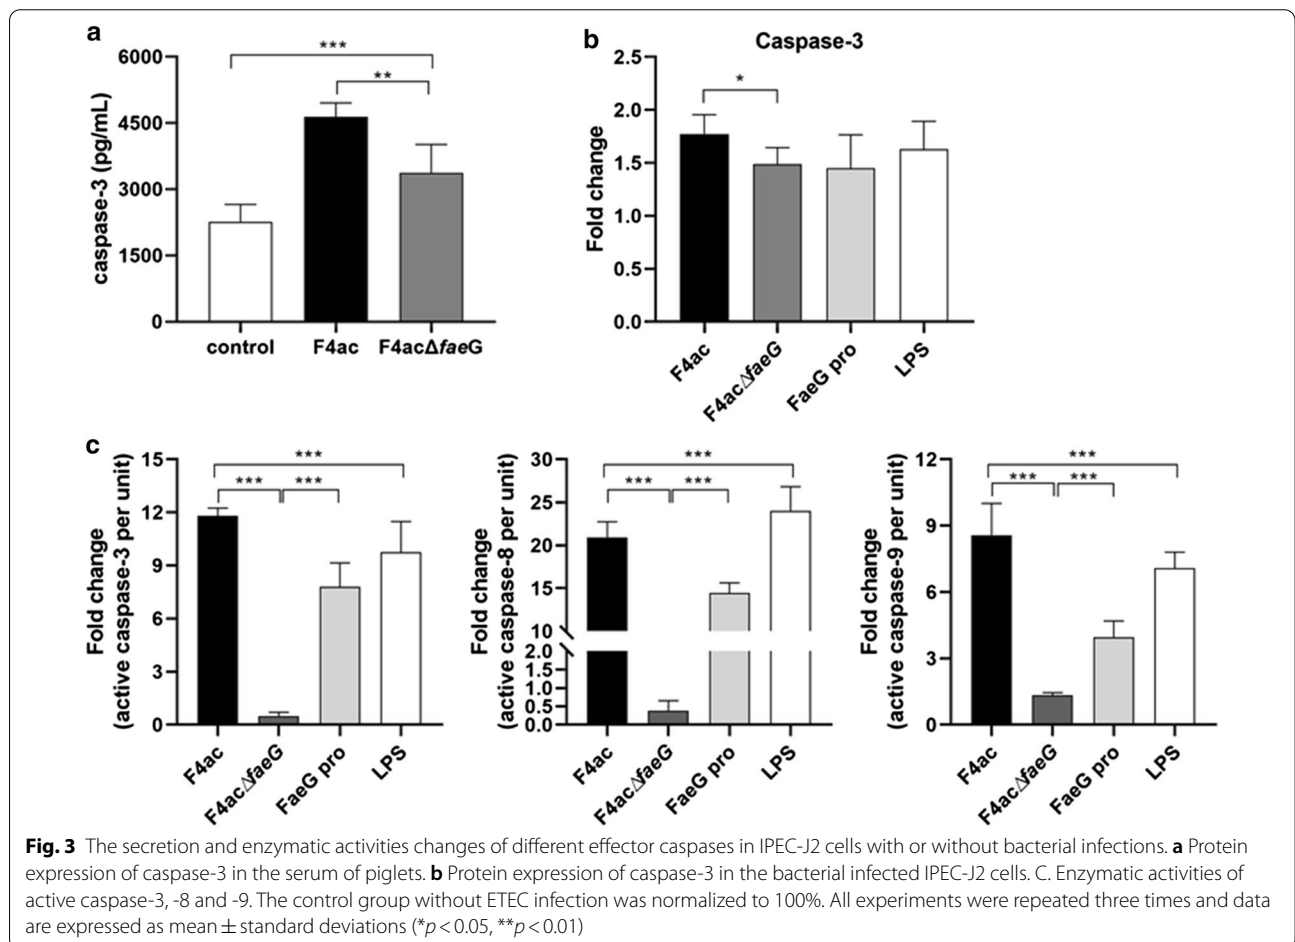 a
***
**
6000
4500
3000
1500
0
caspase-3 (pg/mL)
control
F4ac
F4acΔfaeG
b
Caspase-3
*
2.5
2.0
1.5
1.0
0.5
0.0
Fold change
F4ac
F4acΔfaeG
FaeG pro
LPS
c
***
***
***
15
12
9
6
3
0
Fold change
(active caspase-3 per unit)
F4ac
F4acΔfaeG
FaeG pro
LPS
***
***
***
30
25
20
15
10
2.0
1.5
1.0
0.5
0.0
Fold change
(active caspase-8 per unit)
F4ac
F4acΔfaeG
FaeG pro
LPS
***
***
***
12
9
6
3
0
Fold change
(active caspase-9 per unit)
F4ac
F4acΔfaeG
FaeG pro
LPS
Fig. 3 The secretion and enzymatic activities changes of different effector caspases in IPEC-J2 cells with or without bacterial infections. a Protein
expression of caspase-3 in the serum of piglets. b Protein expression of caspase-3 in the bacterial infected IPEC-J2 cells. C. Enzymatic activities of
active caspase-3, -8 and -9. The control group without ETEC infection was normalized to 100%. All experiments were repeated three times and data
are expressed as mean ± standard deviations (*p < 0.05, **p < 0.01)